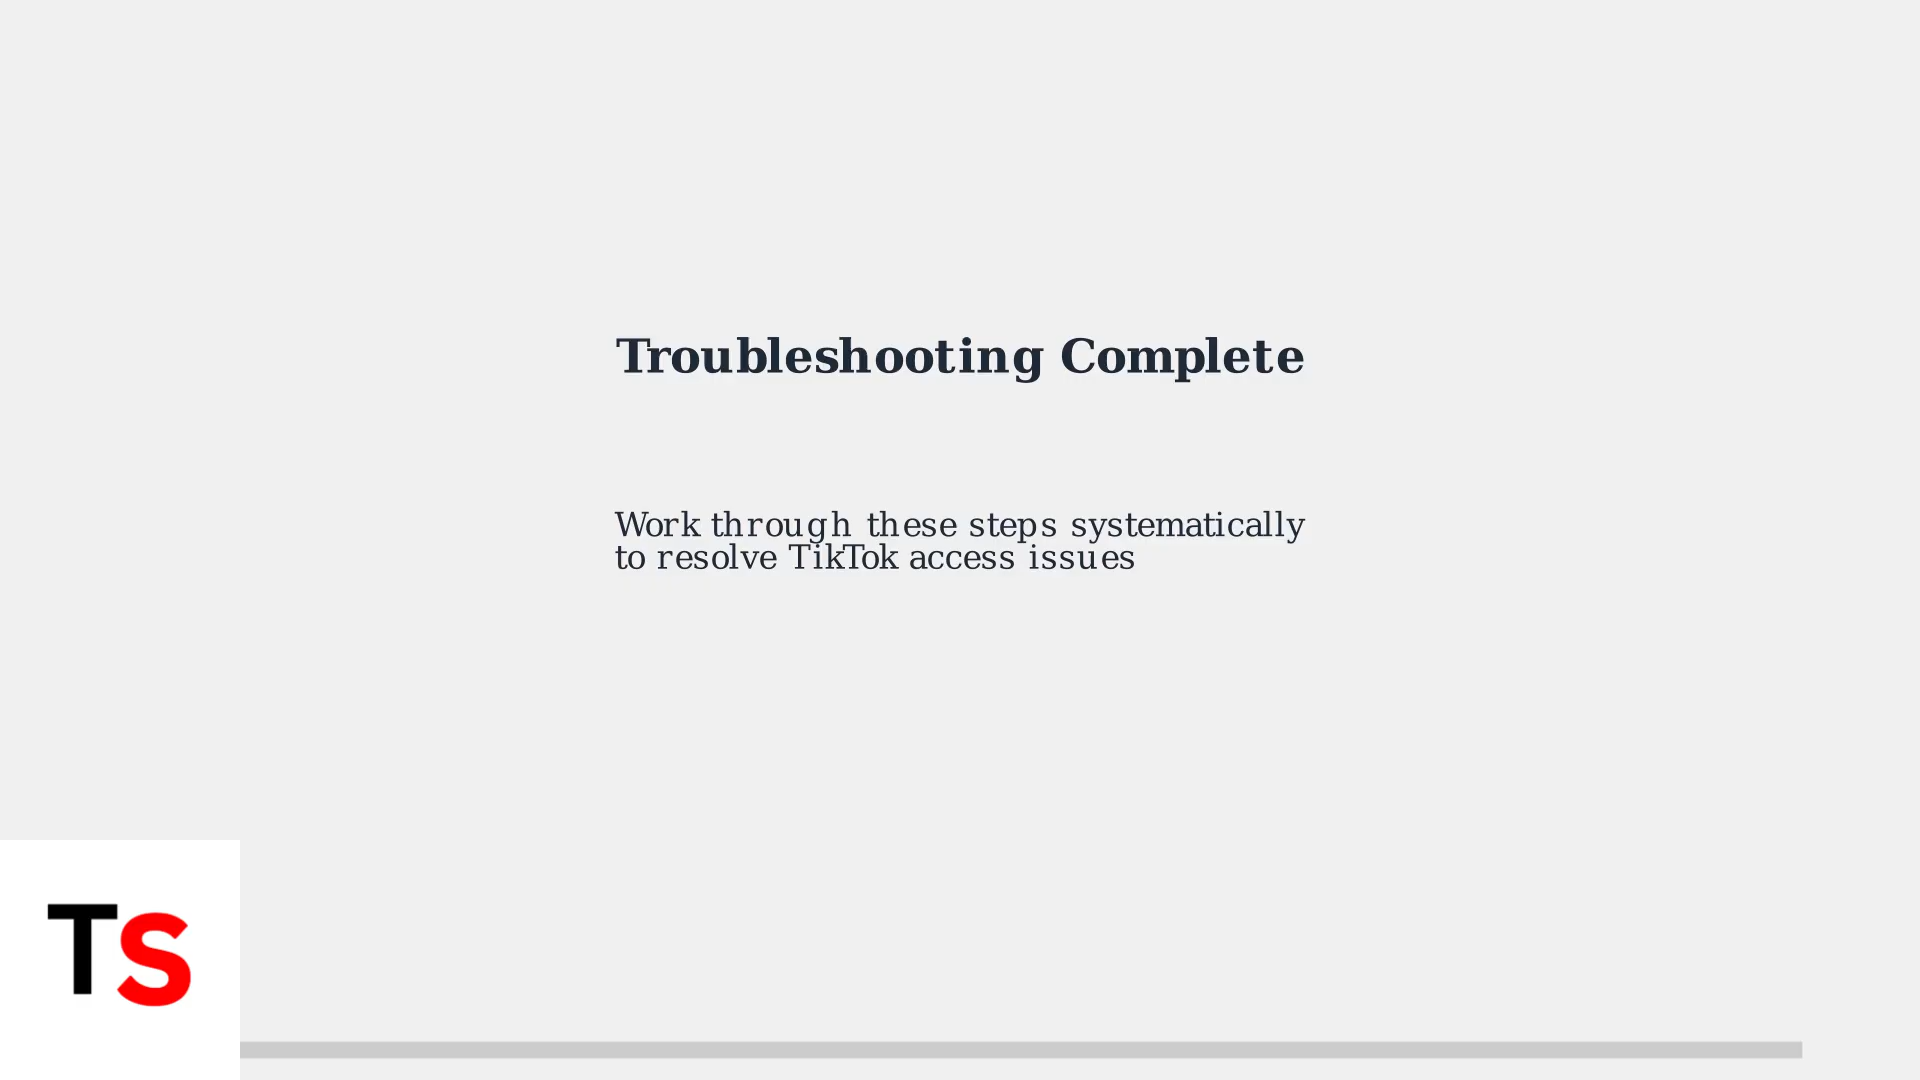 Troubleshooting Complete
Work through these steps systematically
to resolve TikTok access issues
TS